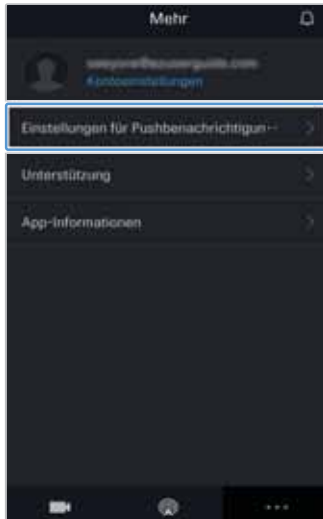 Mehr
Kontoeinstellungen
Einstellungen für Pushbenachrichtigun···
Unterstützung
App-Informationen